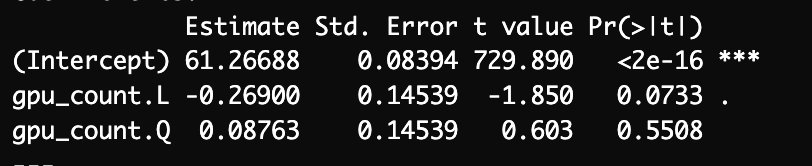 Estimate Std. Error t value Pr(>|t|)
(Intercept) 61.26688 0.08394 729.890 <2e-16 ***
gpu_count.L -0.26900 0.14539 -1.850 0.0733 .
gpu_count.Q 0.08763 0.14539 0.603 0.5508